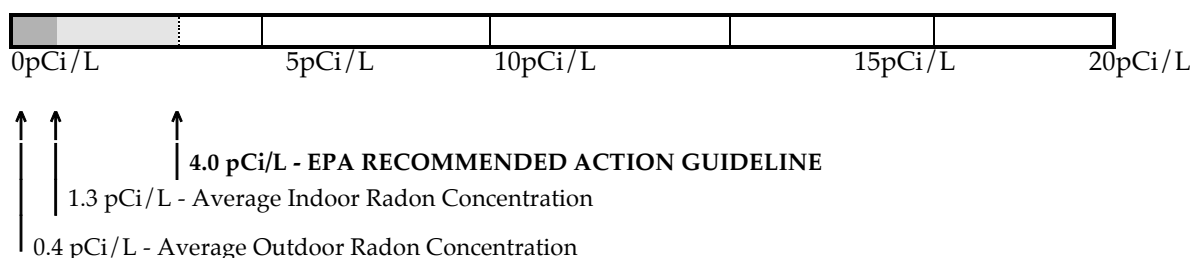 0pCi/L 5pCi/L 10pCi/L 15pCi/L 20pCi/L
4.0 pCi/L - EPA RECOMMENDED ACTION GUIDELINE
1.3 pCi/L - Average Indoor Radon Concentration
0.4 pCi/L - Average Outdoor Radon Concentration